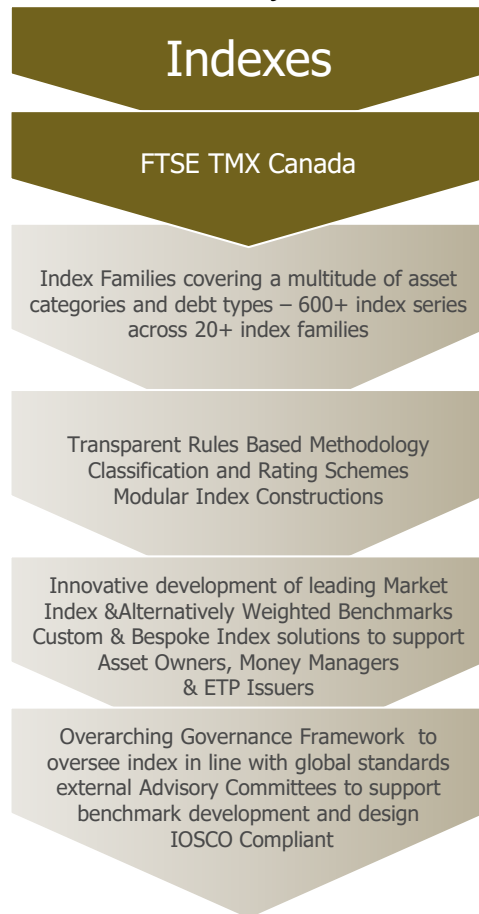 Indexes
FTSE TMX Canada
Index Families covering a multitude of asset
categories and debt types – 600+ index series
across 20+ index families
Transparent Rules Based Methodology
Classification and Rating Schemes
Modular Index Constructions
Innovative development of leading Market
Index &Alternatively Weighted Benchmarks
Custom & Bespoke Index solutions to support
Asset Owners, Money Managers
& ETP Issuers
Overarching Governance Framework  to
oversee index in line with global standards
external Advisory Committees to support
benchmark development and design
IOSCO Compliant